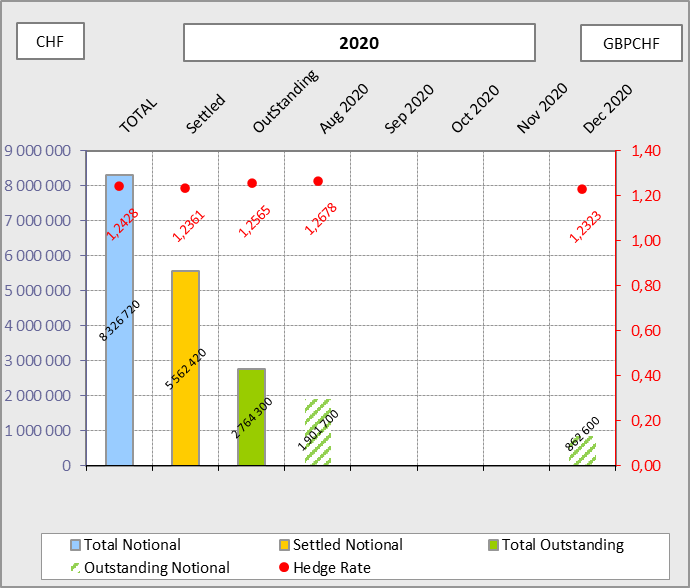 CHF
2020
GBPCHF
TOTAL
Settled
OutStanding
Aug 2020
Sep 2020
Oct 2020
Nov 2020
Dec 2020
9 000 000
8 000 000
7 000 000
6 000 000
5 000 000
4 000 000
3 000 000
2 000 000
1 000 000
0
1,40
1,20
1,00
0,80
0,60
0,40
0,20
0,00
1,2428
1,2361
1,2565
1,2678
1,2323
8 326 720
5 562 420
2 764 300
1 901 700
862 600
Total Notional
Settled Notional
Total Outstanding
Outstanding Notional
Hedge Rate